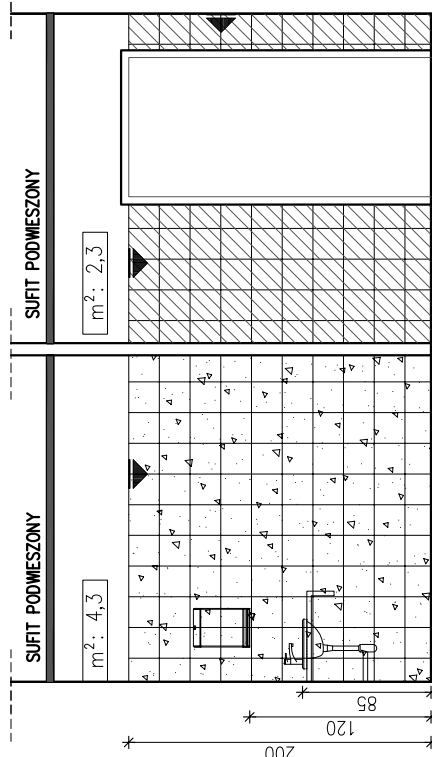 SUFIT PODWIESZONY
m²: 4,3
SUFIT PODWIESZONY
m²: 2,3
200
120
85